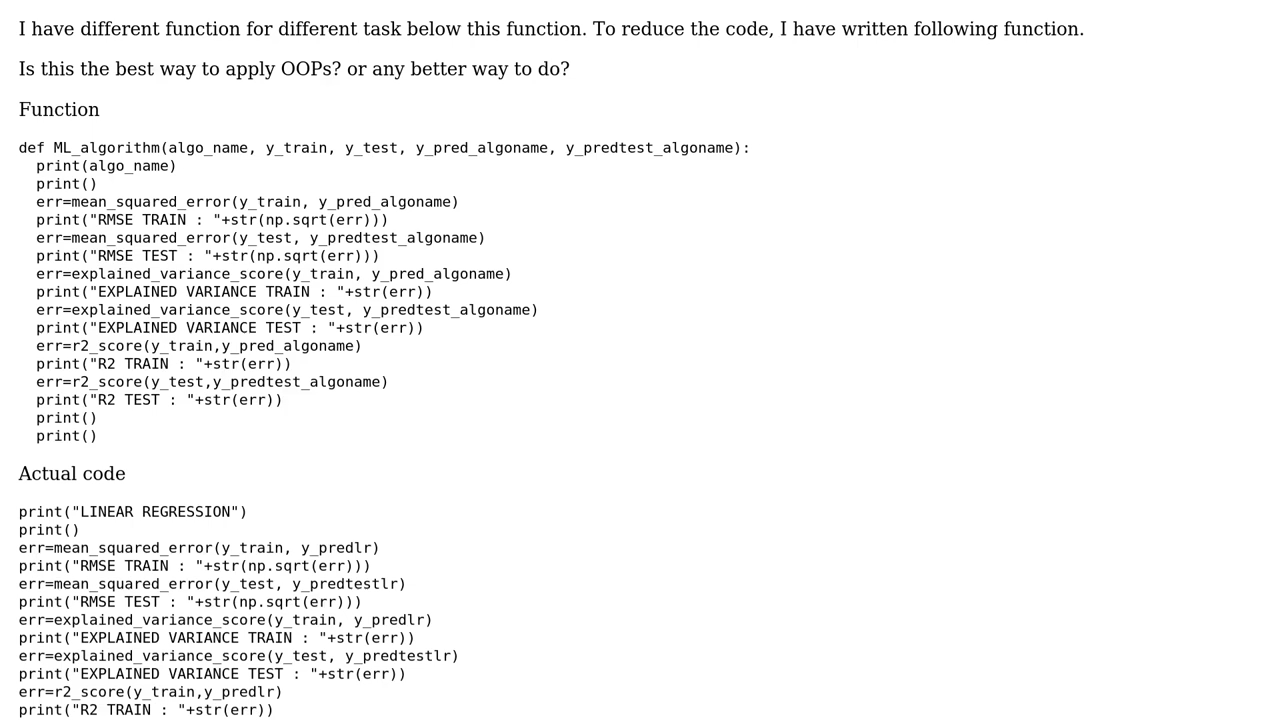 I have different function for different task below this function. To reduce the code, I have written following function.
Is this the best way to apply OOPs? or any better way to do?
Function
def ML_algorithm(algo_name, y_train, y_test, y_pred_algoname, y_predtest_algoname):
  print(algo_name)
  print()
  err=mean_squared_error(y_train, y_pred_algoname)
  print("RMSE TRAIN : "+str(np.sqrt(err)))
  err=mean_squared_error(y_test, y_predtest_algoname)
  print("RMSE TEST : "+str(np.sqrt(err)))
  err=explained_variance_score(y_train, y_pred_algoname)
  print("EXPLAINED VARIANCE TRAIN : "+str(err))
  err=explained_variance_score(y_test, y_predtest_algoname)
  print("EXPLAINED VARIANCE TEST : "+str(err))
  err=r2_score(y_train,y_pred_algoname)
  print("R2 TRAIN : "+str(err))
  err=r2_score(y_test,y_predtest_algoname)
  print("R2 TEST : "+str(err))
  print()
  print()
Actual code
print("LINEAR REGRESSION")
print()
err=mean_squared_error(y_train, y_predlr)
print("RMSE TRAIN : "+str(np.sqrt(err)))
err=mean_squared_error(y_test, y_predtestlr)
print("RMSE TEST : "+str(np.sqrt(err)))
err=explained_variance_score(y_train, y_predlr)
print("EXPLAINED VARIANCE TRAIN : "+str(err))
err=explained_variance_score(y_test, y_predtestlr)
print("EXPLAINED VARIANCE TEST : "+str(err))
err=r2_score(y_train,y_predlr)
print("R2 TRAIN : "+str(err))